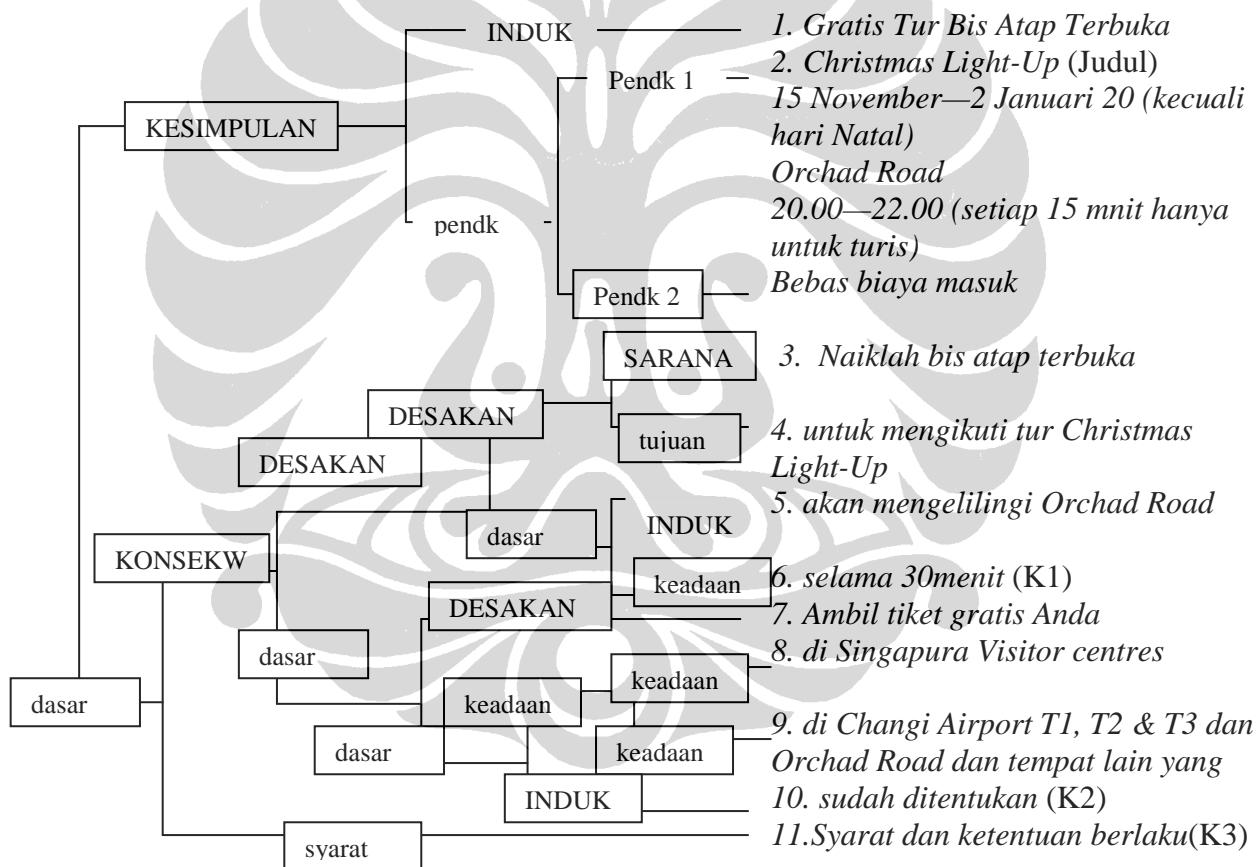 INDUK
1. Gratis Tur Bis Atap Terbuka
Pendk 1
2. Christmas Light-Up (Judul)
15 November—2 Januari 20 (kecuali
hari Natal)
KESIMPULAN
Orchad Road
20.00—22.00 (setiap 15 mnit hanya
untuk turis)
pendk
Bebas biaya masuk
Pendk 2
SARANA
3. Naiklah bis atap terbuka
DESAKAN
tujuan
4. untuk mengikuti tur Christmas
Light-Up
DESAKAN
5. akan mengelilingi Orchad Road
INDUK
dasar
KONSEKW
keadaan
6. selama 30menit (K1)
DESAKAN
7. Ambil tiket gratis Anda
dasar
8. di Singapura Visitor centres
keadaan
keadaan
dasar
9. di Changi Airport T1, T2 & T3 dan
Orchad Road dan tempat lain yang
dasar
keadaan
INDUK
10. sudah ditentukan (K2)
11.Syarat dan ketentuan berlaku(K3)
syarat